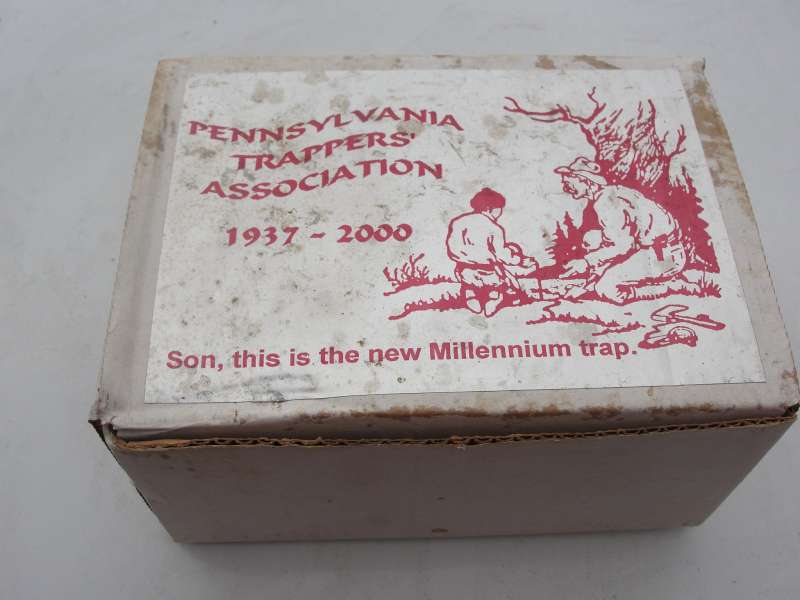 PENNSYLVANIA
TRAPPERS'
ASSOCIATION
1937 - 2000
Son, this is the new Millennium trap.